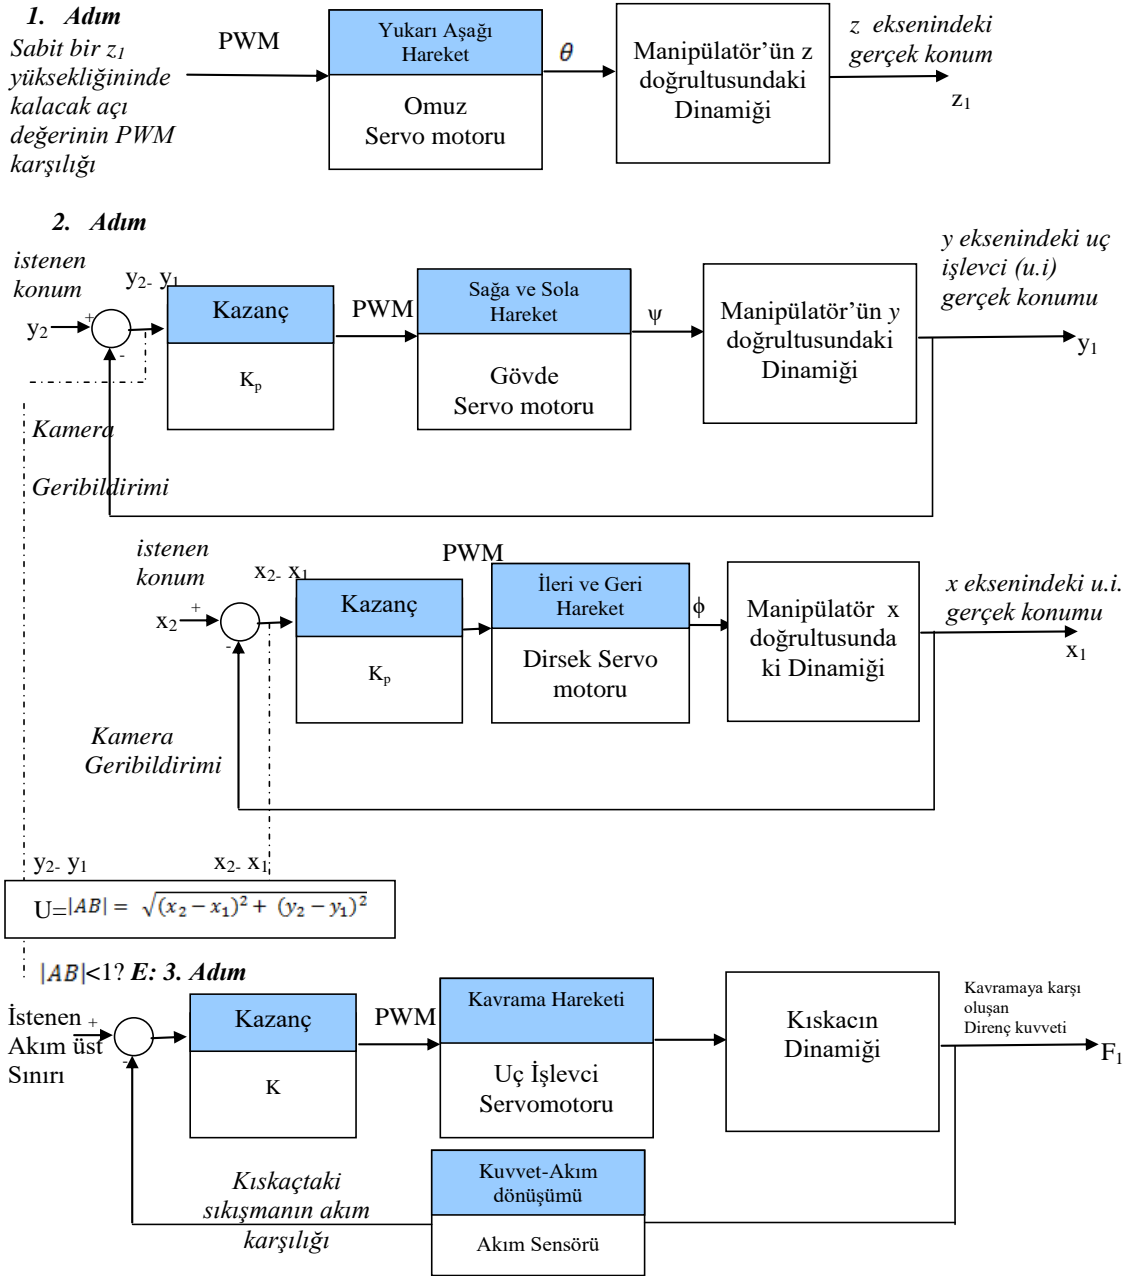 1. Adım
Sabit bir z1
yüksekliğininde
kalacak açı
değerinin PWM
karşılığı
PWM
Yukarı Aşağı
Hareket
Omuz
Servo motoru
θ
Manipülatör'ün z
doğrultusundaki
Dinamiği
z eksenindeki
gerçek konum
z1
2. Adım
istenen
konum
y2
+
-
y2- y1
Kazanç
Kp
PWM
Sağa ve Sola
Hareket
Gövde
Servo motoru
ψ
Manipülatör'ün y
doğrultusundaki
Dinamiği
y eksenindeki uç
işlevci (u.i)
gerçek konumu
y1
Kamera
Geribildirimi
istenen
konum
x2
+
-
x2- x1
Kazanç
Kp
PWM
İleri ve Geri
Hareket
Dirsek Servo
motoru
ϕ
Manipülatör x
doğrultusunda
ki Dinamiği
x eksenindeki u.i.
gerçek konumu
x1
Kamera
Geribildirimi
y2- y1
x2- x1
U=|AB| = √(x2 − x1)² + (y2 − y1)²
|AB|<1? E: 3. Adım
İstenen
Akım üst
Sınırı
+
-
Kazanç
K
PWM
Kavrama Hareketi
Uç İşlevci
Servomotoru
Kıskacın
Dinamiği
Kavramaya karşı
oluşan
Direnç kuvveti
F1
Kıskaçtaki
sıkışmanın akım
karşılığı
Kuvvet-Akım
dönüşümü
Akım Sensörü